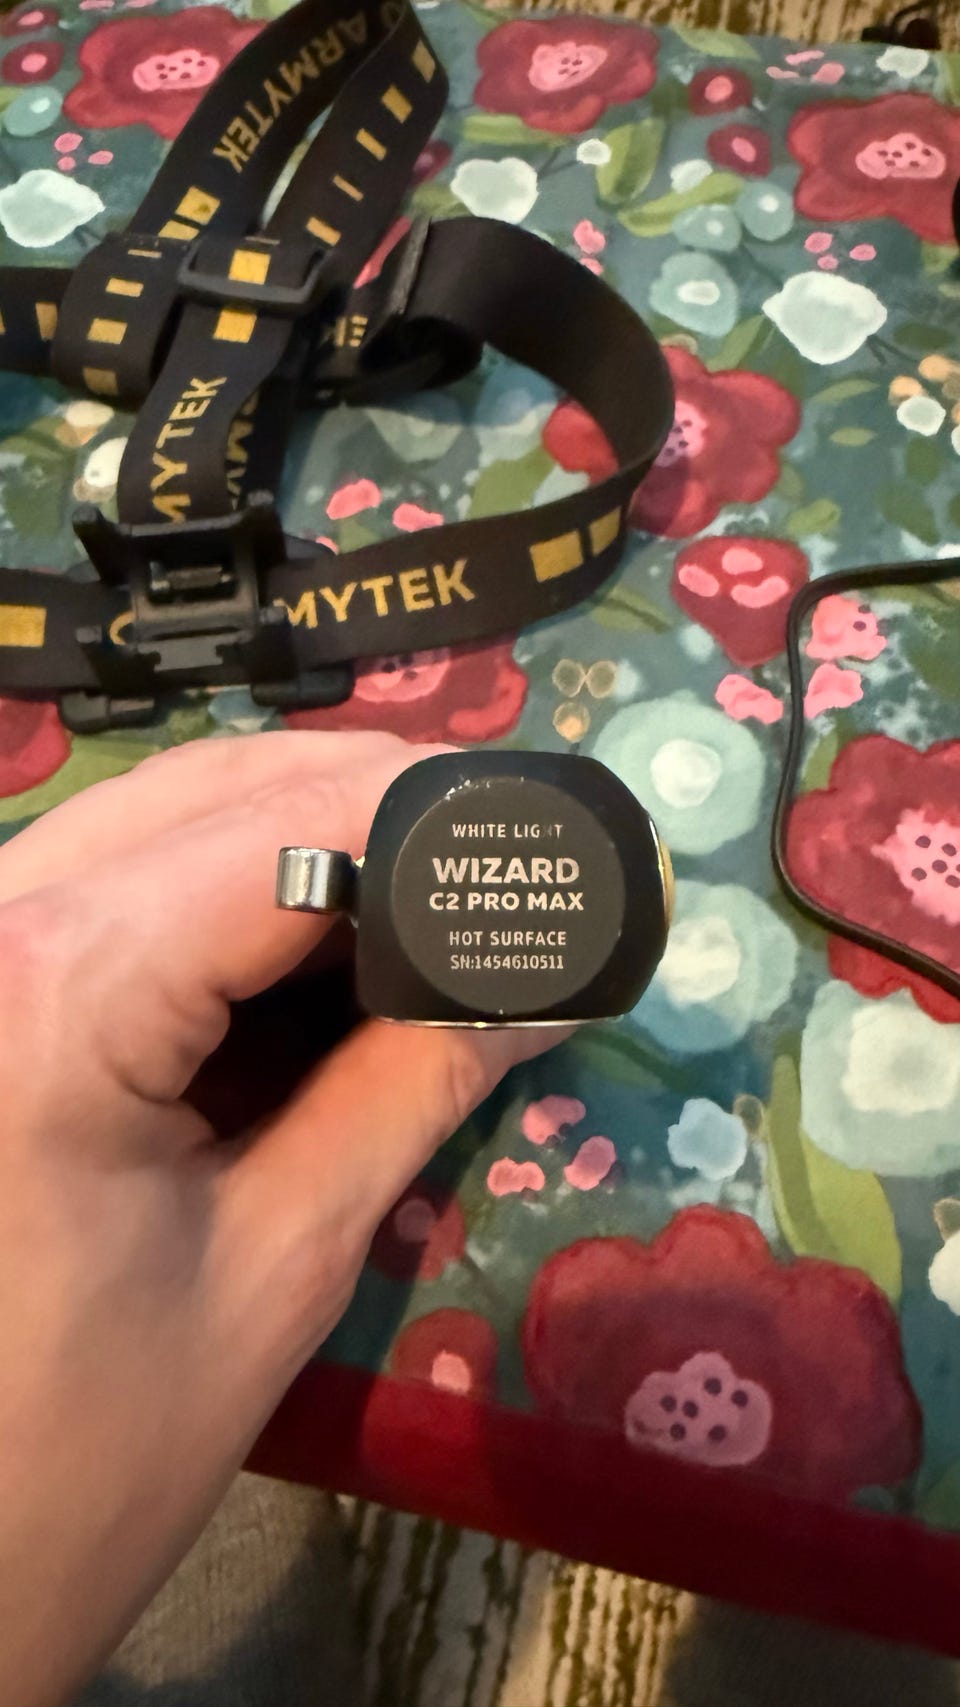 ARMYTEK
MYTEK
MYTEK
WHITE LIGHT
WIZARD
C2 PRO MAX
HOT SURFACE
SN:1454610511